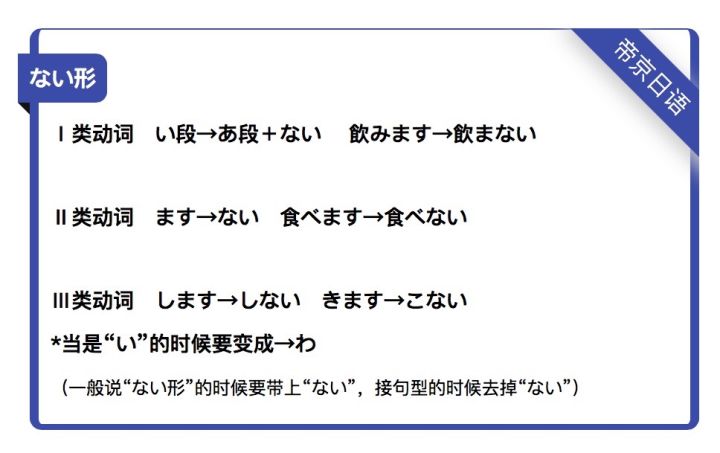 ない形
帝京日语
Ⅰ类动词　い段→あ段＋ない　飲みます→飲まない
Ⅱ类动词　ます→ない　食べます→食べない
Ⅲ类动词　します→しない　きます→こない
*当是“い”的时候要变成→わ
（一般说“ない形”的时候要带上“ない”，接句型的时候去掉“ない”）